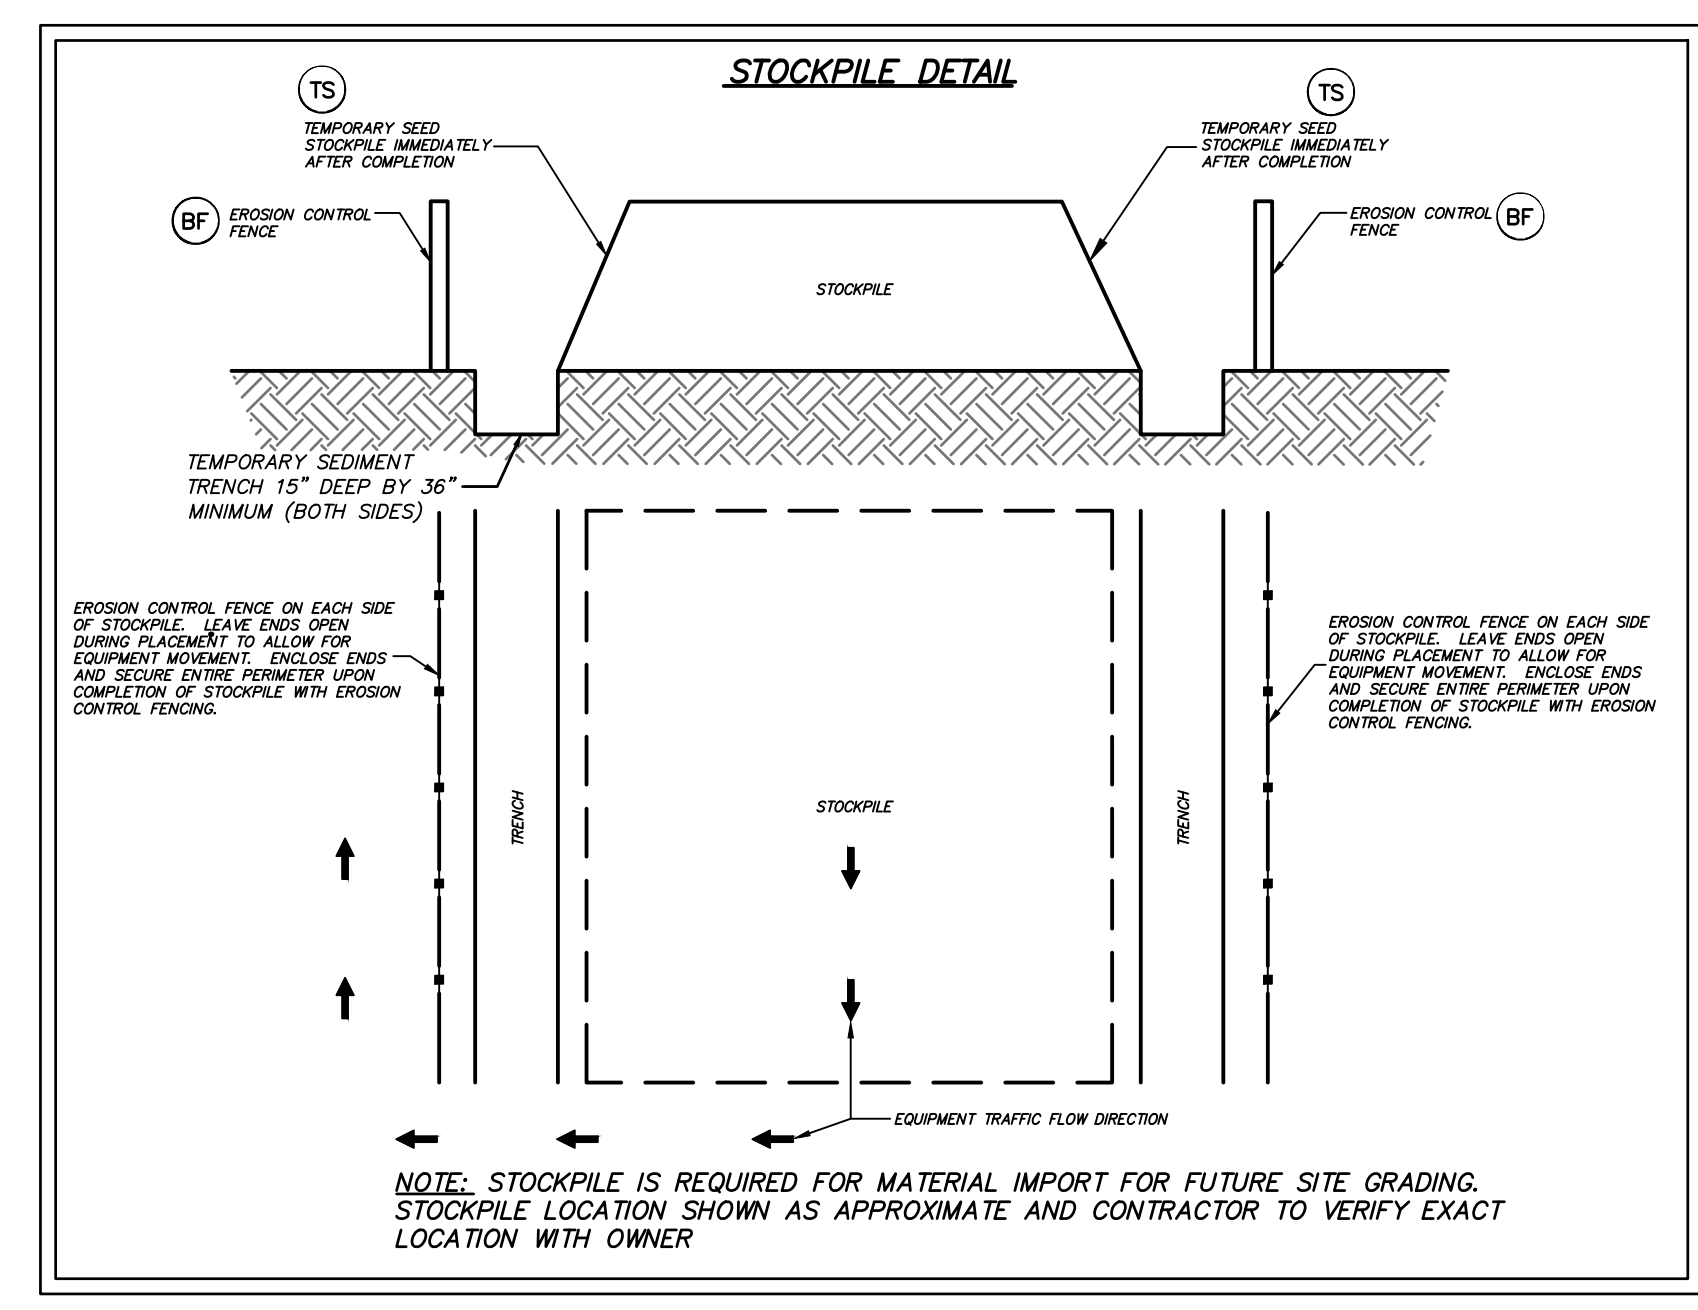 STOCKPILE DETAIL
TS
TEMPORARY SEED
STOCKPILE IMMEDIATELY
AFTER COMPLETION
TS
TEMPORARY SEED
STOCKPILE IMMEDIATELY
AFTER COMPLETION
BF
EROSION CONTROL
FENCE
EROSION CONTROL
FENCE
BF
STOCKPILE
TEMPORARY SEDIMENT
TRENCH 15" DEEP BY 36"
MINIMUM (BOTH SIDES)
EROSION CONTROL FENCE ON EACH SIDE
OF STOCKPILE. LEAVE ENDS OPEN
DURING PLACEMENT TO ALLOW FOR
EQUIPMENT MOVEMENT. ENCLOSE ENDS
AND SECURE ENTIRE PERIMETER UPON
COMPLETION OF STOCKPILE WITH EROSION
CONTROL FENCING.
EROSION CONTROL FENCE ON EACH SIDE
OF STOCKPILE. LEAVE ENDS OPEN
DURING PLACEMENT TO ALLOW FOR
EQUIPMENT MOVEMENT. ENCLOSE ENDS
AND SECURE ENTIRE PERIMETER UPON
COMPLETION OF STOCKPILE WITH EROSION
CONTROL FENCING.
TRENCH
STOCKPILE
TRENCH
EQUIPMENT TRAFFIC FLOW DIRECTION
NOTE: STOCKPILE IS REQUIRED FOR MATERIAL IMPORT FOR FUTURE SITE GRADING.
STOCKPILE LOCATION SHOWN AS APPROXIMATE AND CONTRACTOR TO VERIFY EXACT
LOCATION WITH OWNER